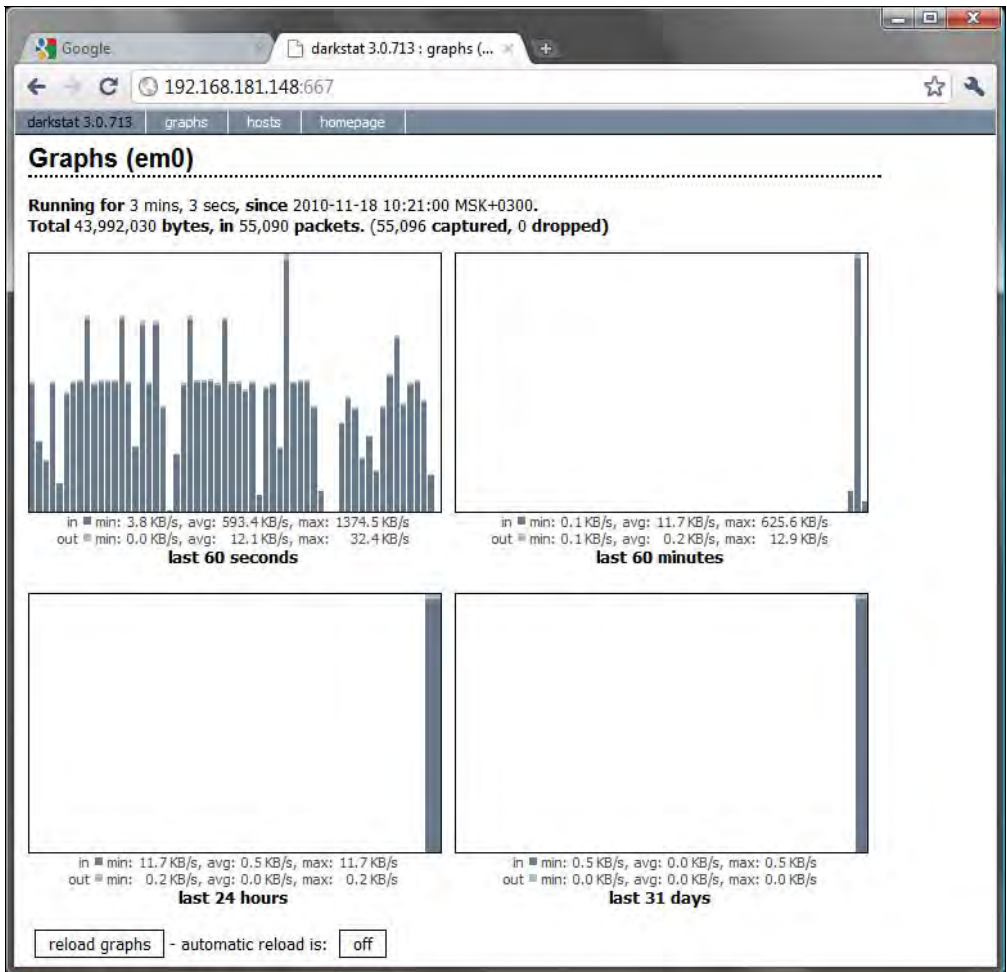 Google
darkstat 3.0.713 : graphs (...
192.168.181.148:667
darkstat 3.0.713 graphs hosts homepage
Graphs (em0)
Running for 3 mins, 3 secs, since 2010-11-18 10:21:00 MSK+0300.
Total 43,992,030 bytes, in 55,090 packets. (55,096 captured, 0 dropped)
in min: 3.8 KB/s, avg: 593.4 KB/s, max: 1374.5 KB/s
out min: 0.0 KB/s, avg: 12.1 KB/s, max: 32.4 KB/s
last 60 seconds
in min: 0.1 KB/s, avg: 11.7 KB/s, max: 625.6 KB/s
out min: 0.1 KB/s, avg: 0.2 KB/s, max: 12.9 KB/s
last 60 minutes
in min: 11.7 KB/s, avg: 0.5 KB/s, max: 11.7 KB/s
out min: 0.2 KB/s, avg: 0.0 KB/s, max: 0.2 KB/s
last 24 hours
in min: 0.5 KB/s, avg: 0.0 KB/s, max: 0.5 KB/s
out min: 0.0 KB/s, avg: 0.0 KB/s, max: 0.0 KB/s
last 31 days
reload graphs - automatic reload is: off